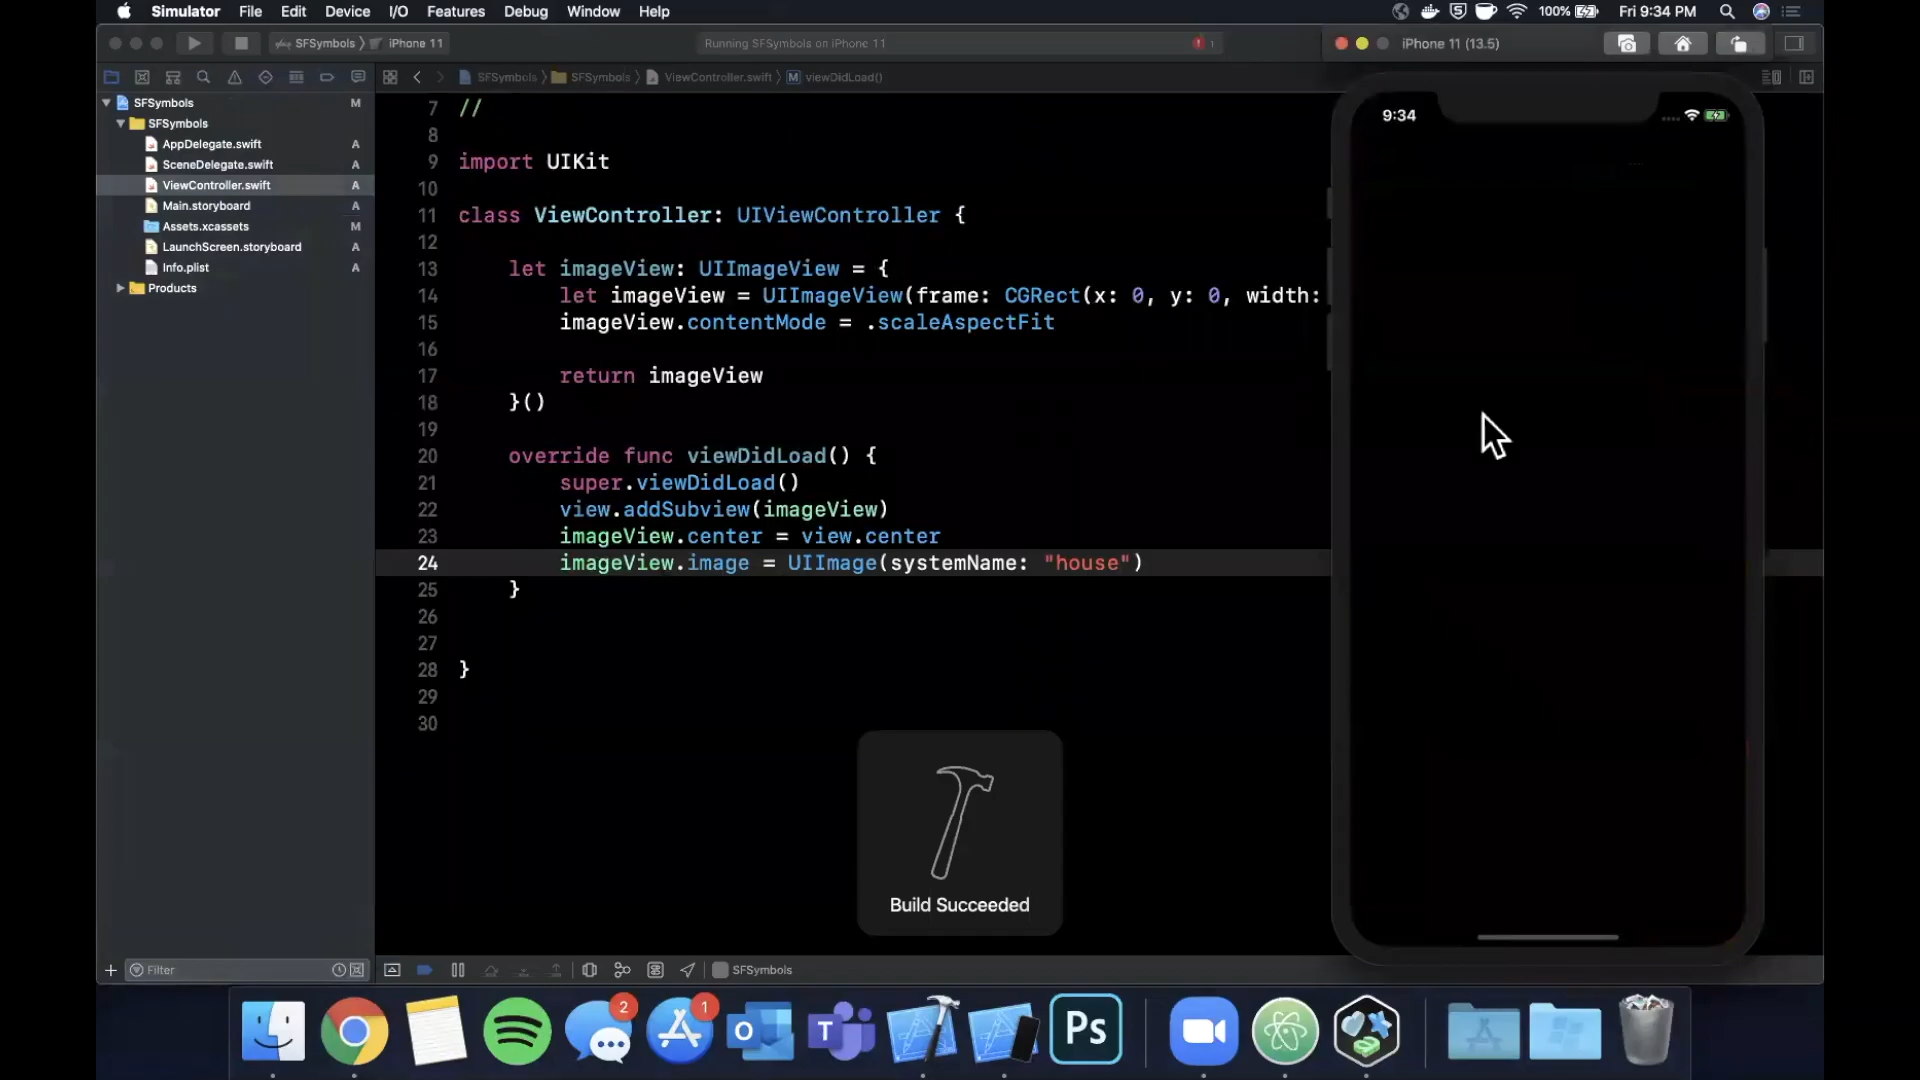 Simulator File Edit View Device I/O Features Debug Window Help
100% Fri 9:34 PM
SFSymbols iPhone 11
Running SFSymbols on iPhone 11
1
iPhone 11 (13.5)
SFSymbols SFSymbols ViewController.swift M viewDidLoad()
SFSymbols M
SFSymbols
AppDelegate.swift A
SceneDelegate.swift A
ViewController.swift A
Main.storyboard A
Assets.xcassets M
LaunchScreen.storyboard A
Info.plist A
Products
7 //
8
9 import UIKit
10
11 class ViewController: UIViewController {
12
13 let imageView: UIImageView = {
14 let imageView = UIImageView(frame: CGRect(x: 0, y: 0, width:
15 imageView.contentMode = .scaleAspectFit
16
17 return imageView
18 }()
19
20 override func viewDidLoad() {
21 super.viewDidLoad()
22 view.addSubview(imageView)
23 imageView.center = view.center
24 imageView.image = UIImage(systemName: "house")
25 }
26
27
28 }
29
30
9:34
Build Succeeded
Filter
SFSymbols
2
1
O
T
Ps